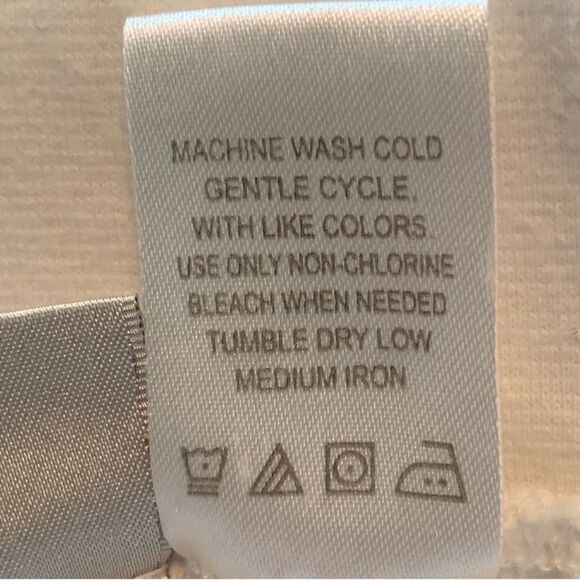 MACHINE WASH COLD
GENTLE CYCLE,
WITH LIKE COLORS.
USE ONLY NON-CHLORINE
BLEACH WHEN NEEDED
TUMBLE DRY LOW
MEDIUM IRON